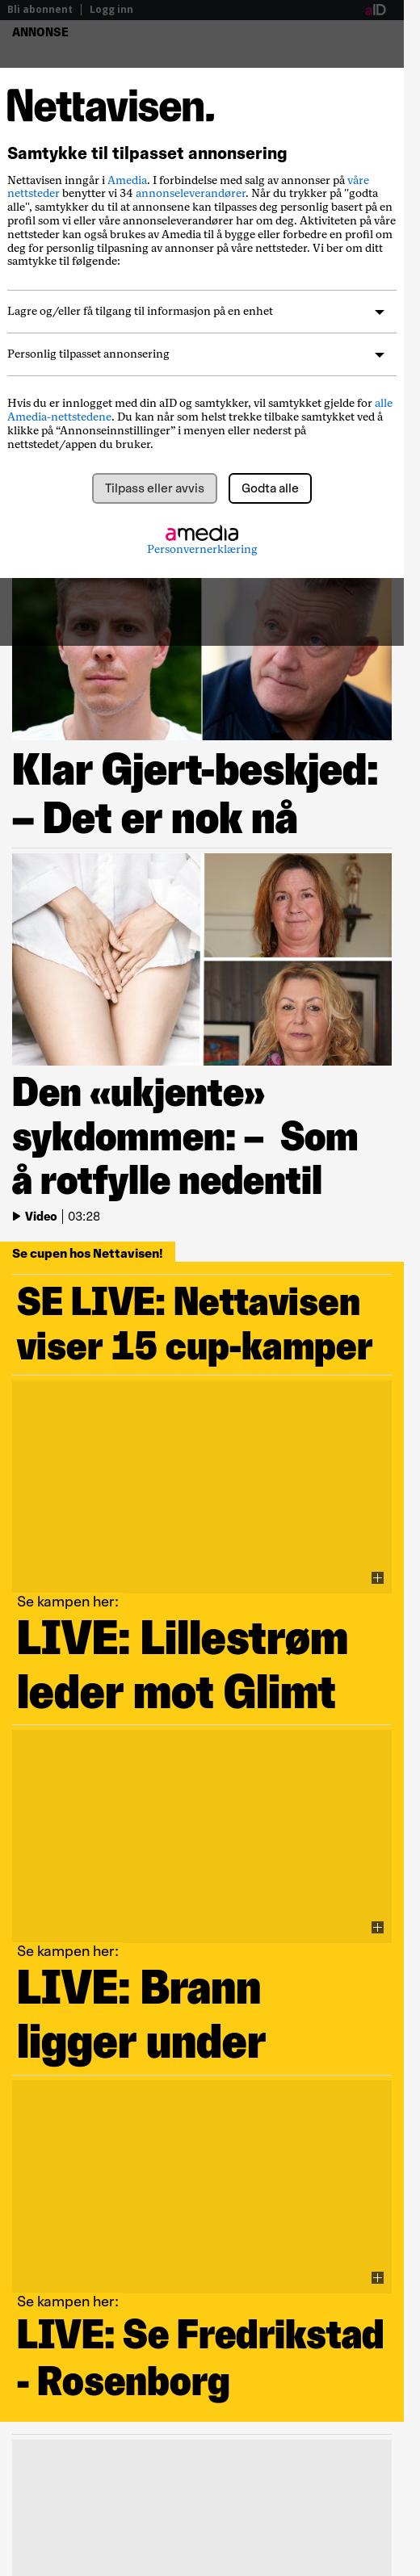 Bli abonnent | Logg inn aID
ANNONSE
Nettavisen.
Samtykke til tilpasset annonsering
Nettavisen inngår i Amedia. I forbindelse med salg av annonser på våre
nettsteder benytter vi 34 annonseleverandører. Når du trykker på "godta
alle", samtykker du til at annonsene kan tilpasses deg personlig basert på en
profil som vi eller våre annonseleverandører har om deg. Aktiviteten på våre
nettsteder kan også brukes av Amedia til å bygge eller forbedre en profil om
deg for personlig tilpasning av annonser på våre nettsteder. Vi ber om ditt
samtykke til følgende:
Lagre og/eller få tilgang til informasjon på en enhet
Personlig tilpasset annonsering
Hvis du er innlogget med din aID og samtykker, vil samtykket gjelde for alle
Amedia-nettstedene. Du kan når som helst trekke tilbake samtykket ved å
klikke på “Annonseinnstillinger” i menyen eller nederst på
nettstedet/appen du bruker.
Tilpass eller avvis Godta alle
amedia
Personvernerklæring
Klar Gjert-beskjed:
– Det er nok nå
Den «ukjente»
sykdommen: – Som
å rotfylle nedentil
Video | 03:28
Se cupen hos Nettavisen!
SE LIVE: Nettavisen
viser 15 cup-kamper
Se kampen her:
LIVE: Lillestrøm
leder mot Glimt
Se kampen her:
LIVE: Brann
ligger under
Se kampen her:
LIVE: Se Fredrikstad
- Rosenborg